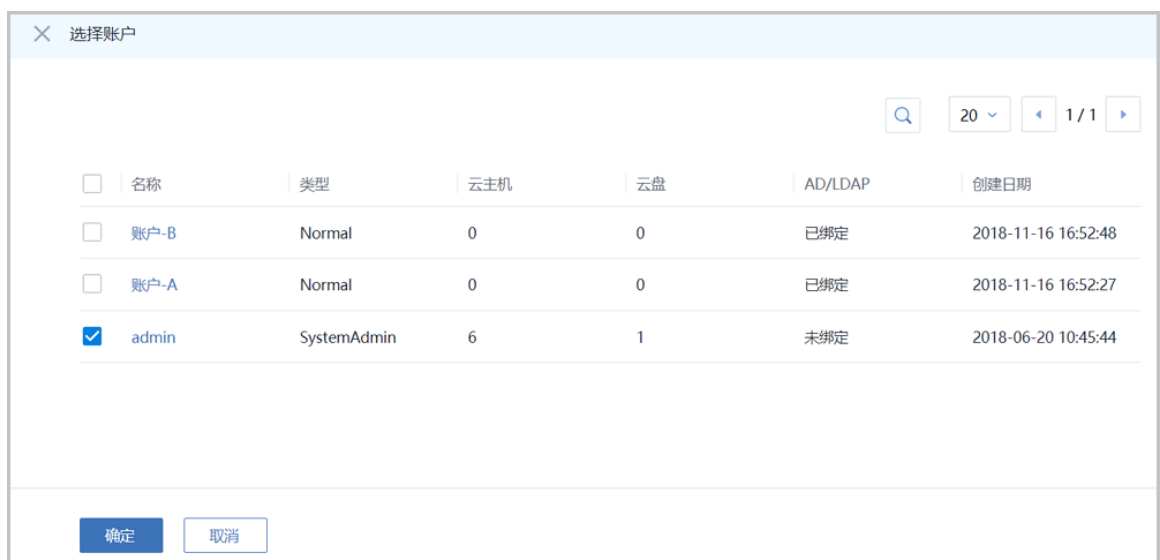 选择账户
20 1 / 1
名称 类型 云主机 云盘 AD/LDAP 创建日期
账户-B Normal 0 0 已绑定 2018-11-16 16:52:48
账户-A Normal 0 0 已绑定 2018-11-16 16:52:27
admin SystemAdmin 6 1 未绑定 2018-06-20 10:45:44
确定 取消